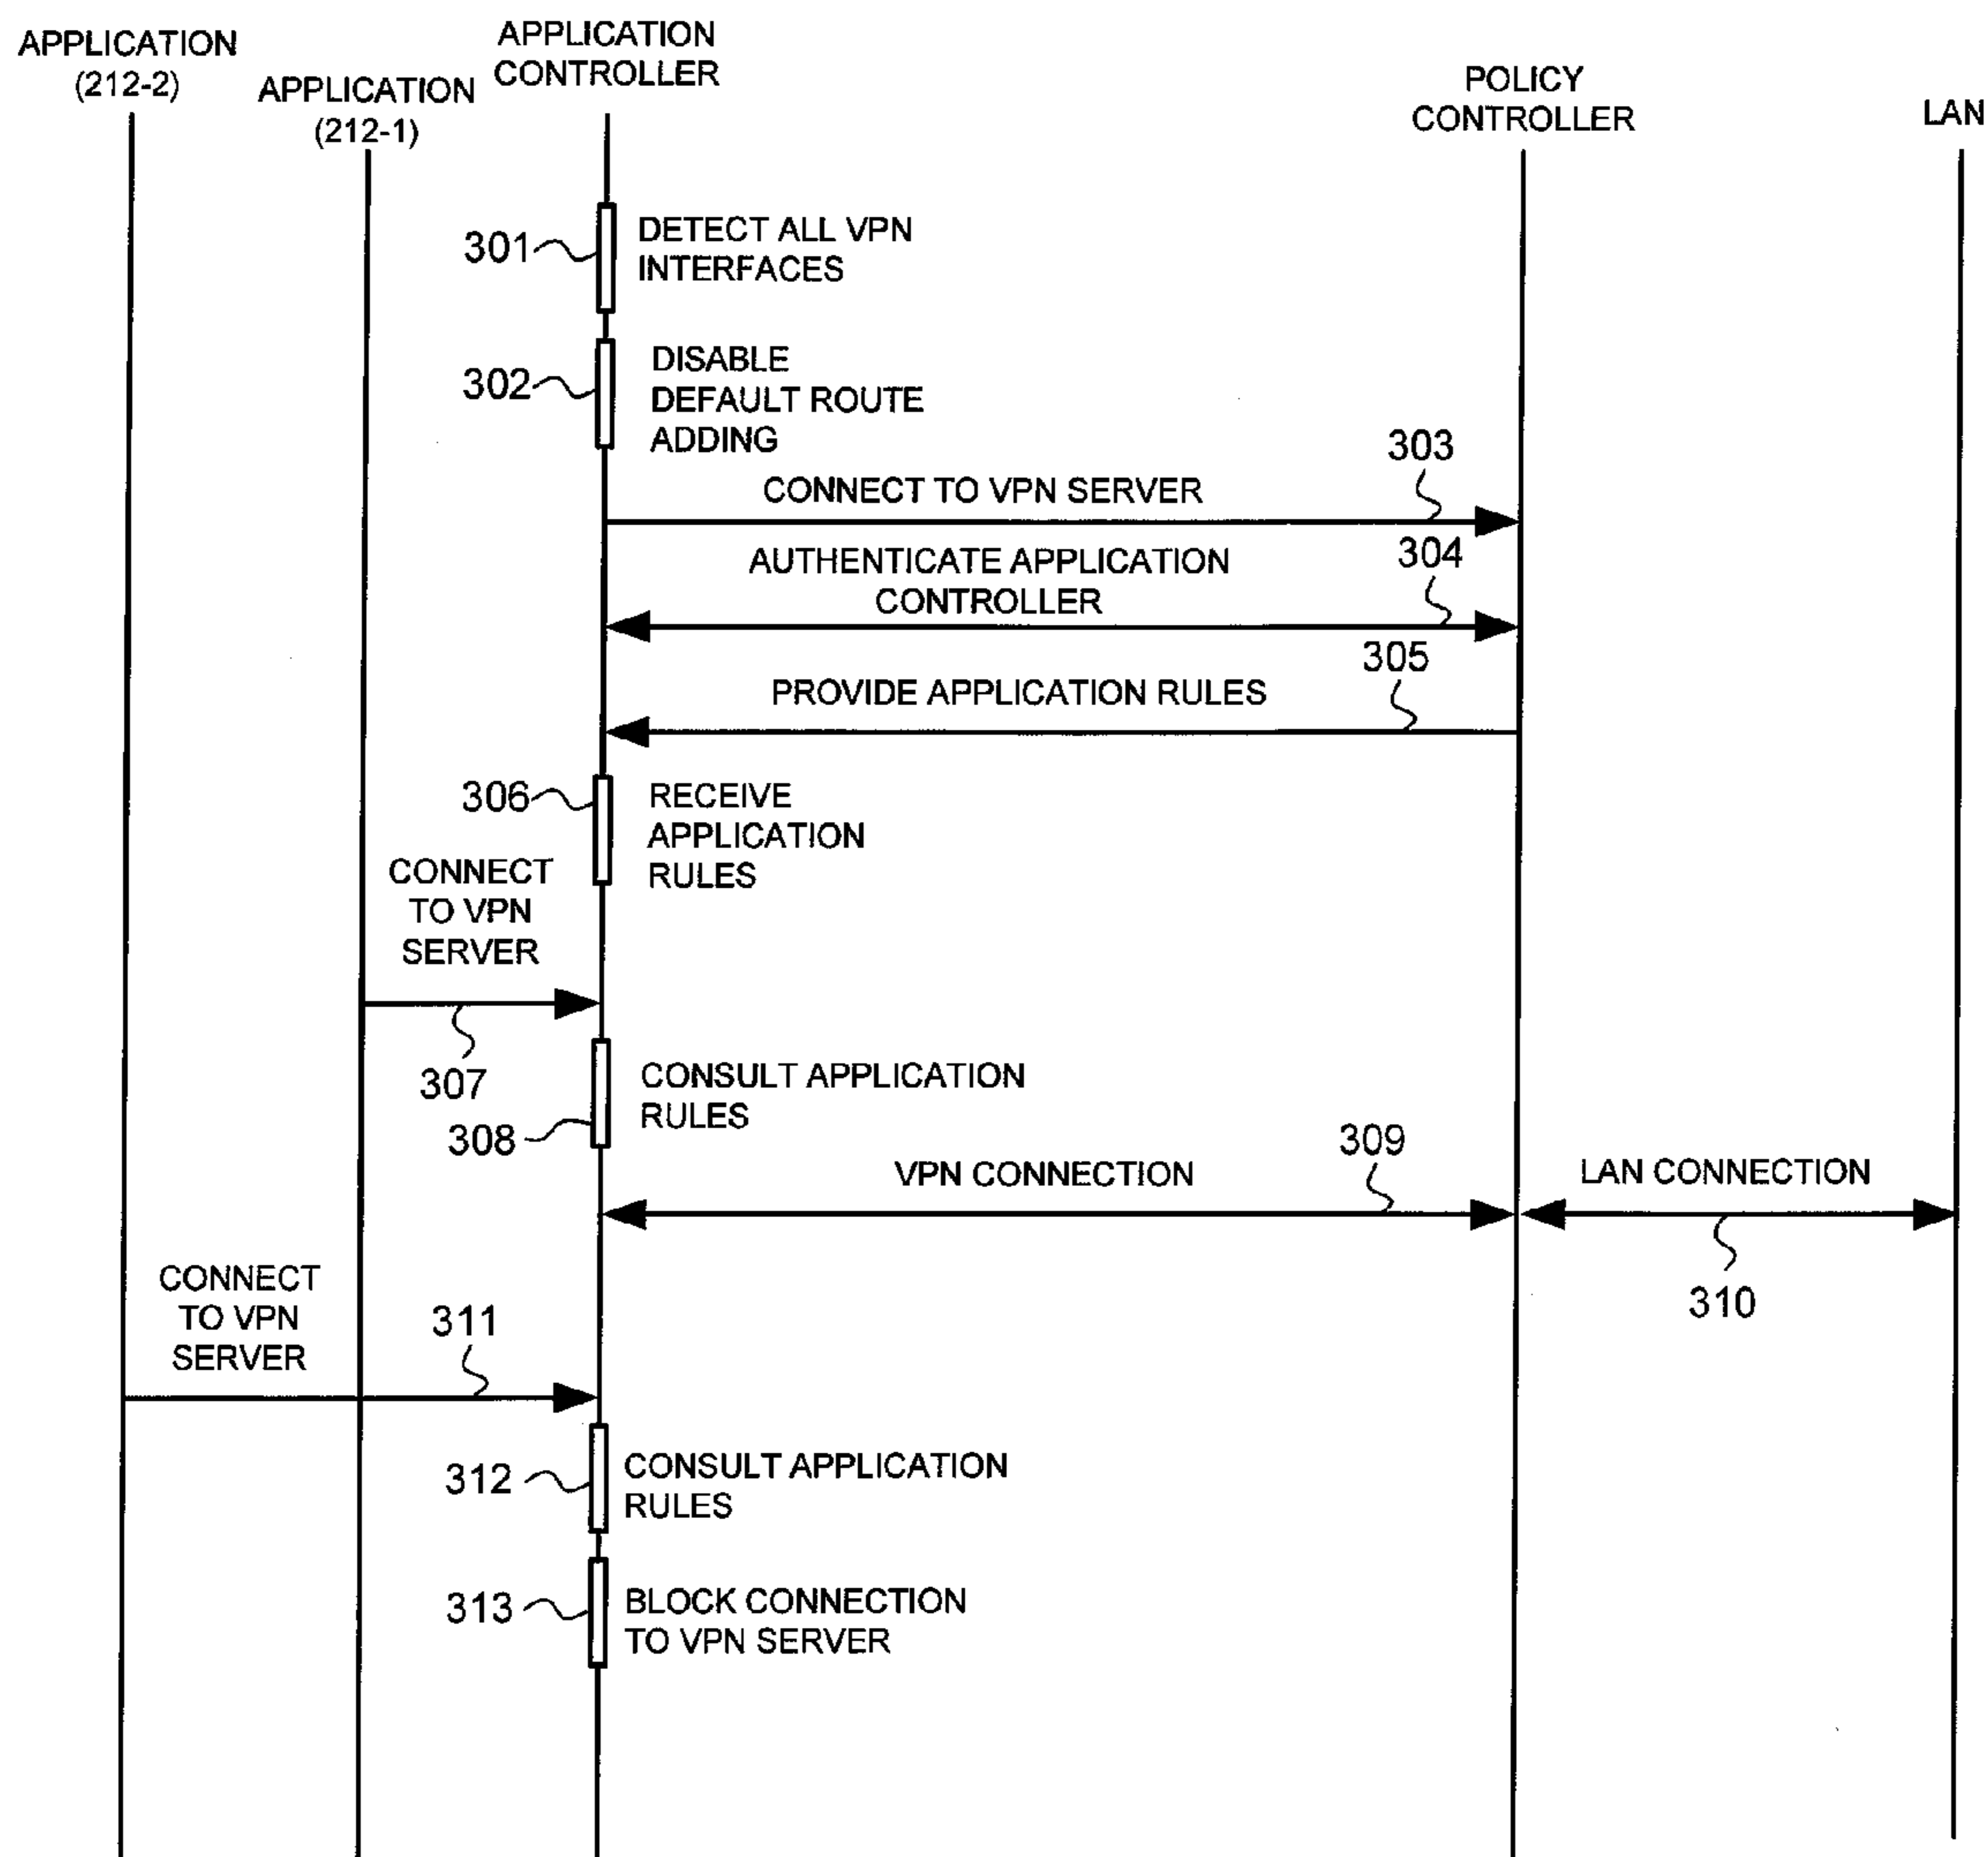 APPLICATION
(212-2)
APPLICATION
(212-1)
APPLICATION
CONTROLLER
POLICY
CONTROLLER
LAN
301
DETECT ALL VPN
INTERFACES
302
DISABLE
DEFAULT ROUTE
ADDING
303
CONNECT TO VPN SERVER
304
AUTHENTICATE APPLICATION
CONTROLLER
305
PROVIDE APPLICATION RULES
306
RECEIVE
APPLICATION
RULES
CONNECT
TO VPN
SERVER
307
308
CONSULT APPLICATION
RULES
309
VPN CONNECTION
LAN CONNECTION
310
CONNECT
TO VPN
SERVER
311
312
CONSULT APPLICATION
RULES
313
BLOCK CONNECTION
TO VPN SERVER